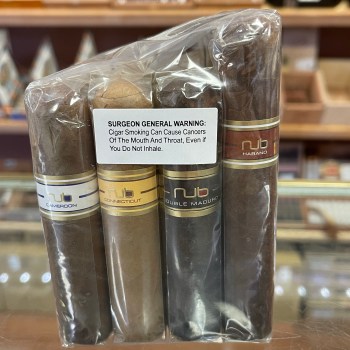 SURGEON GENERAL WARNING:
Cigar Smoking Can Cause Cancers
Of The Mouth And Throat, Even If
You Do Not Inhale.
nub
HABANO
nub
CAMEROON
nub
CONNECTICUT
nub
DOUBLE MADURO